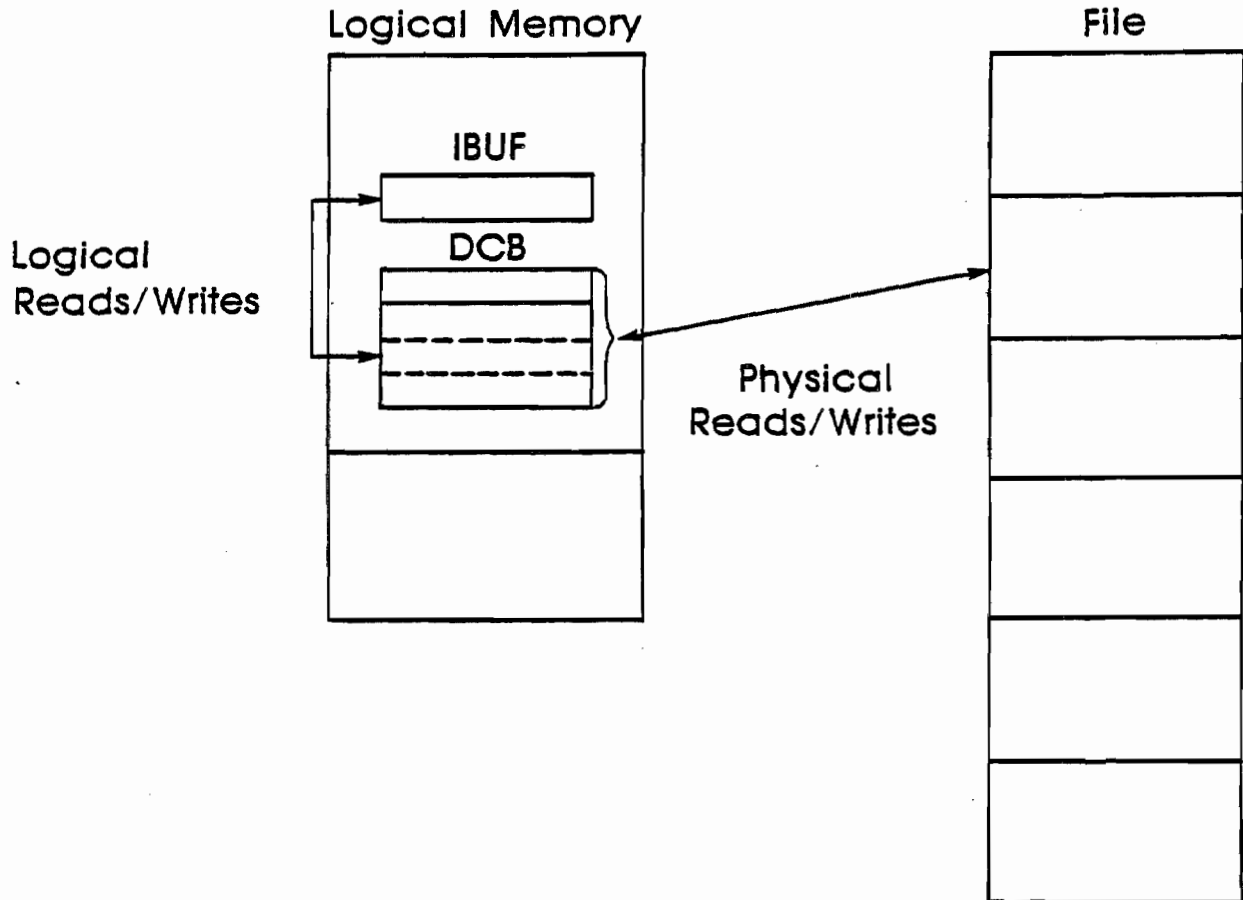 Logical Memory
File
IBUF
Logical
Reads/Writes
DCB
Physical
Reads/Writes